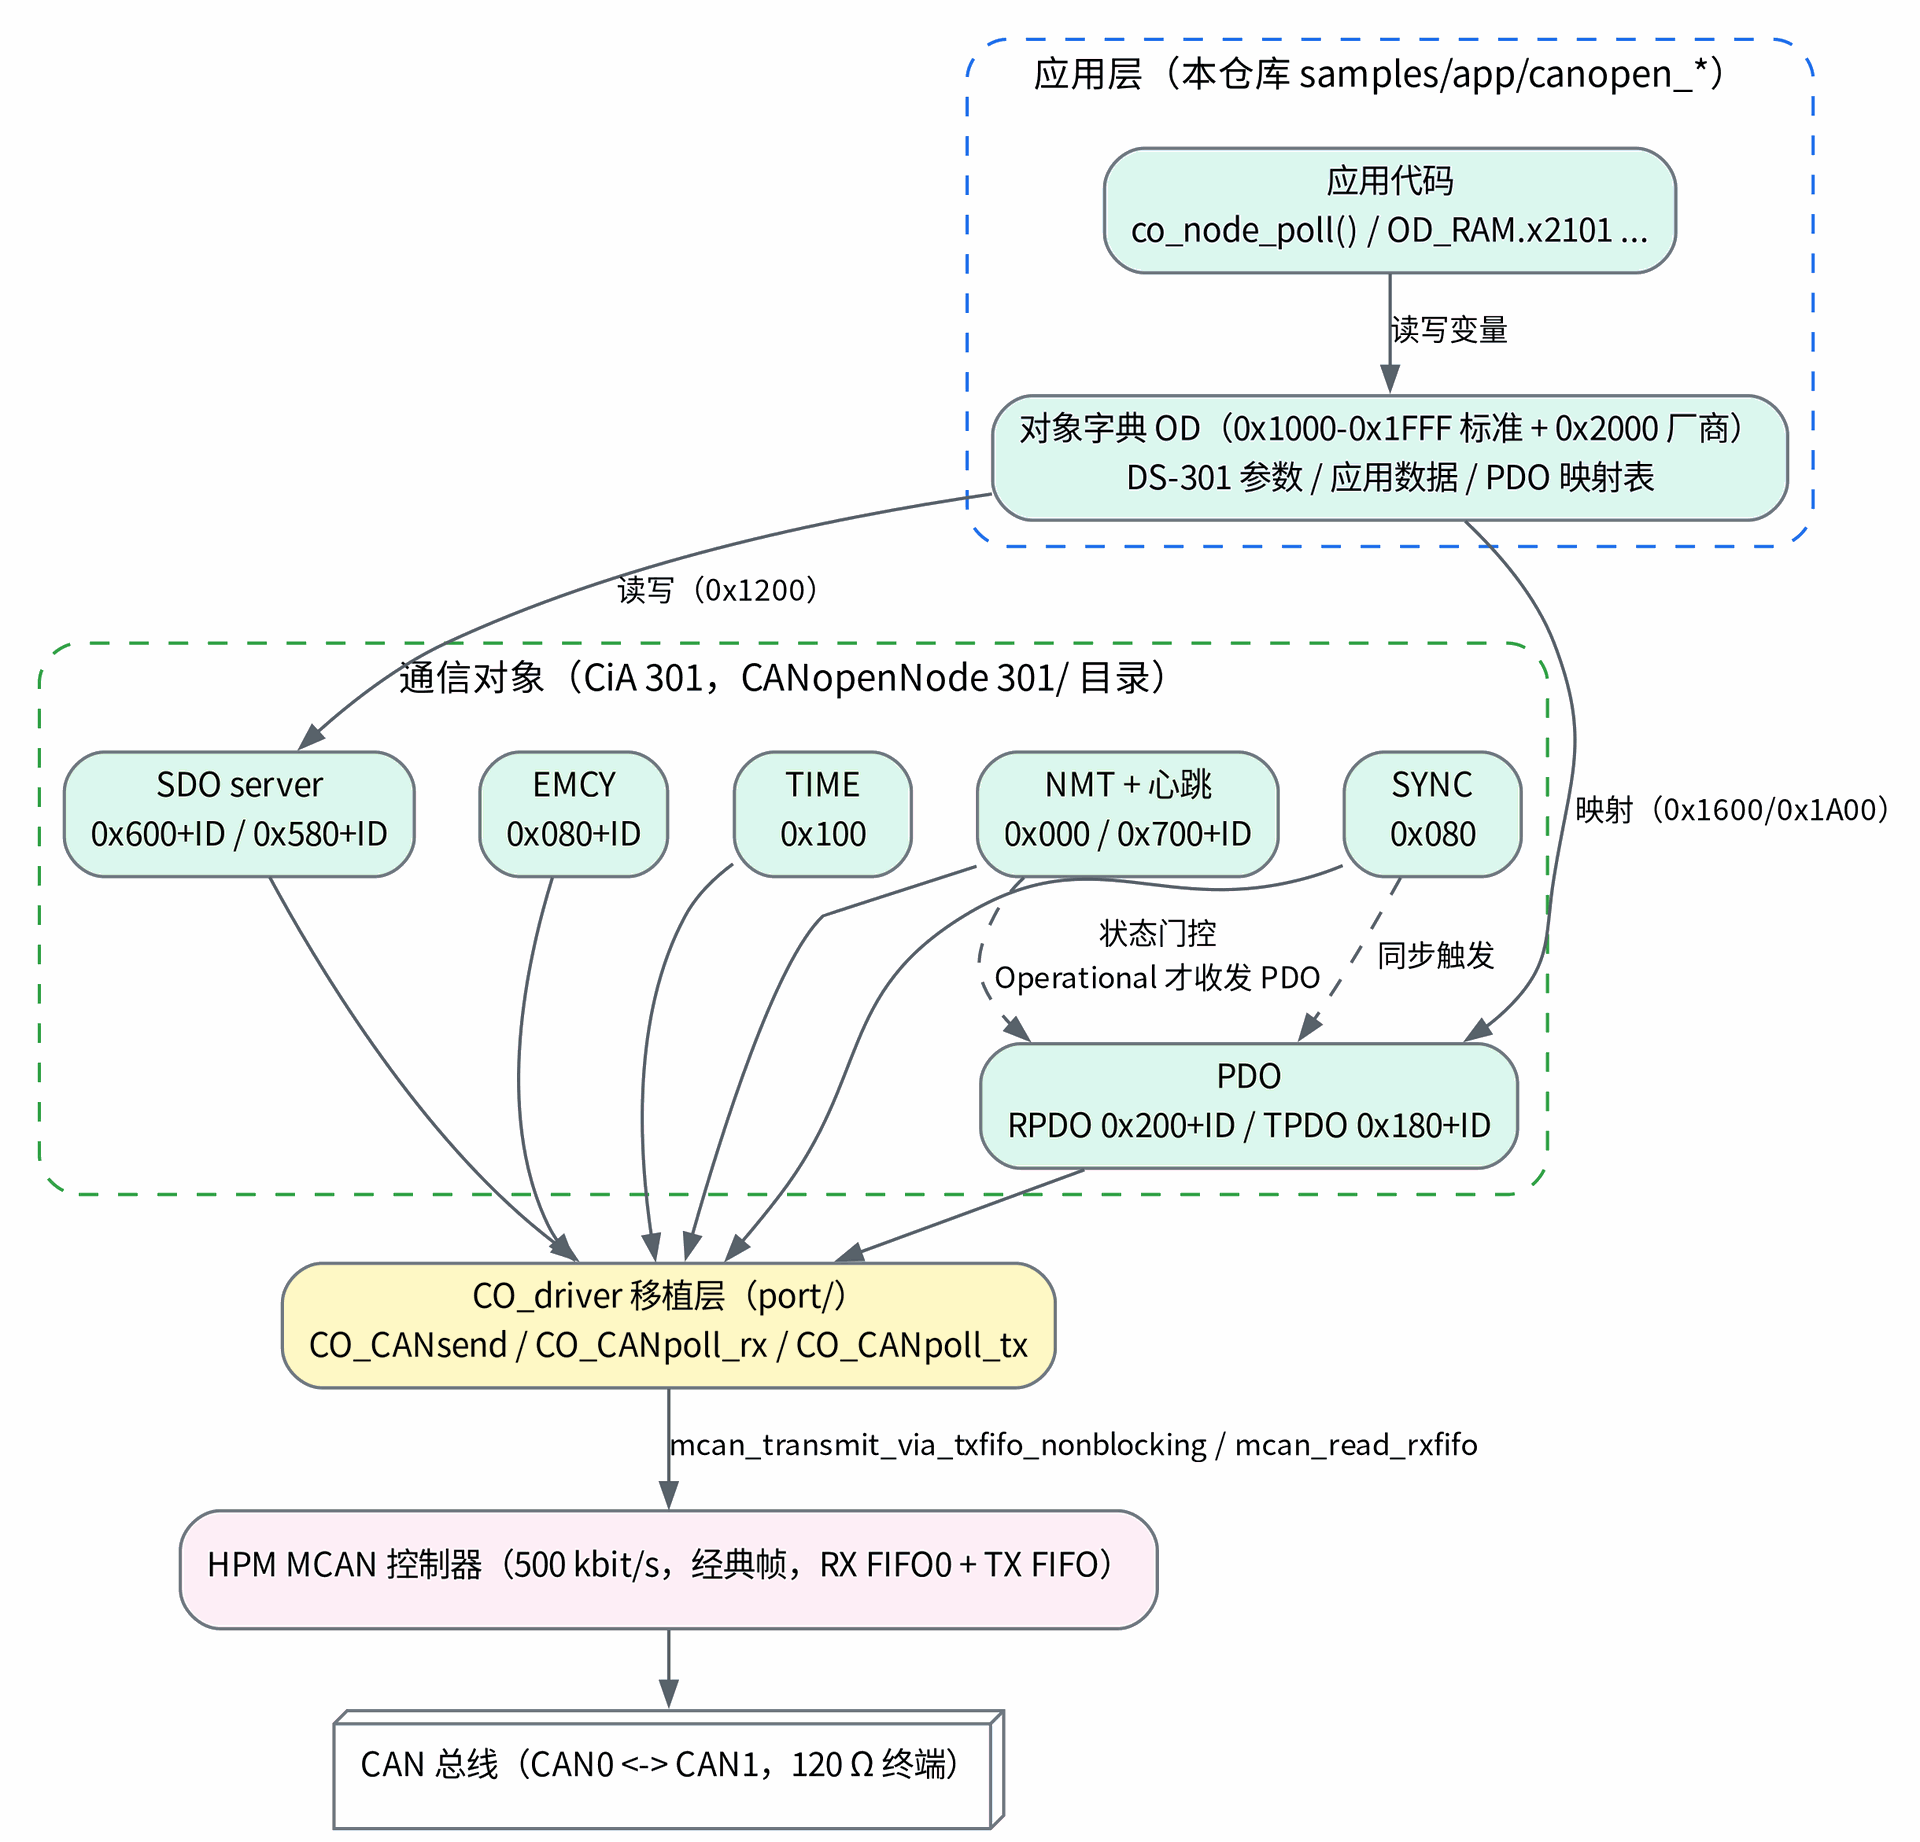 应用层（本仓库 samples/app/canopen_*）
应用代码
co_node_poll() / OD_RAM.x2101 ...
读写变量
对象字典 OD（0x1000-0x1FFF 标准 + 0x2000 厂商）
DS-301 参数 / 应用数据 / PDO 映射表
读写（0x1200）
通信对象（CiA 301，CANopenNode 301/ 目录）
SDO server
0x600+ID / 0x580+ID
EMCY
0x080+ID
TIME
0x100
NMT + 心跳
0x000 / 0x700+ID
SYNC
0x080
映射（0x1600/0x1A00）
状态门控
Operational 才收发 PDO
同步触发
PDO
RPDO 0x200+ID / TPDO 0x180+ID
CO_driver 移植层（port/）
CO_CANsend / CO_CANpoll_rx / CO_CANpoll_tx
mcan_transmit_via_txfifo_nonblocking / mcan_read_rxfifo
HPM MCAN 控制器（500 kbit/s，经典帧，RX FIFO0 + TX FIFO）
CAN 总线（CAN0 <-> CAN1，120 Ω 终端）